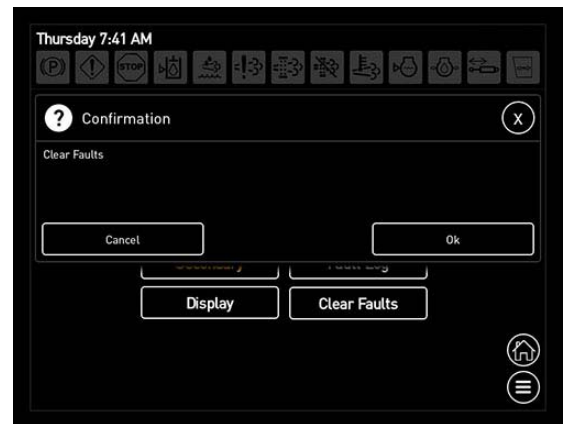 Thursday 7:41 AM
(P) STOP
? Confirmation X
Clear Faults
Cancel Ok
Display Clear Faults